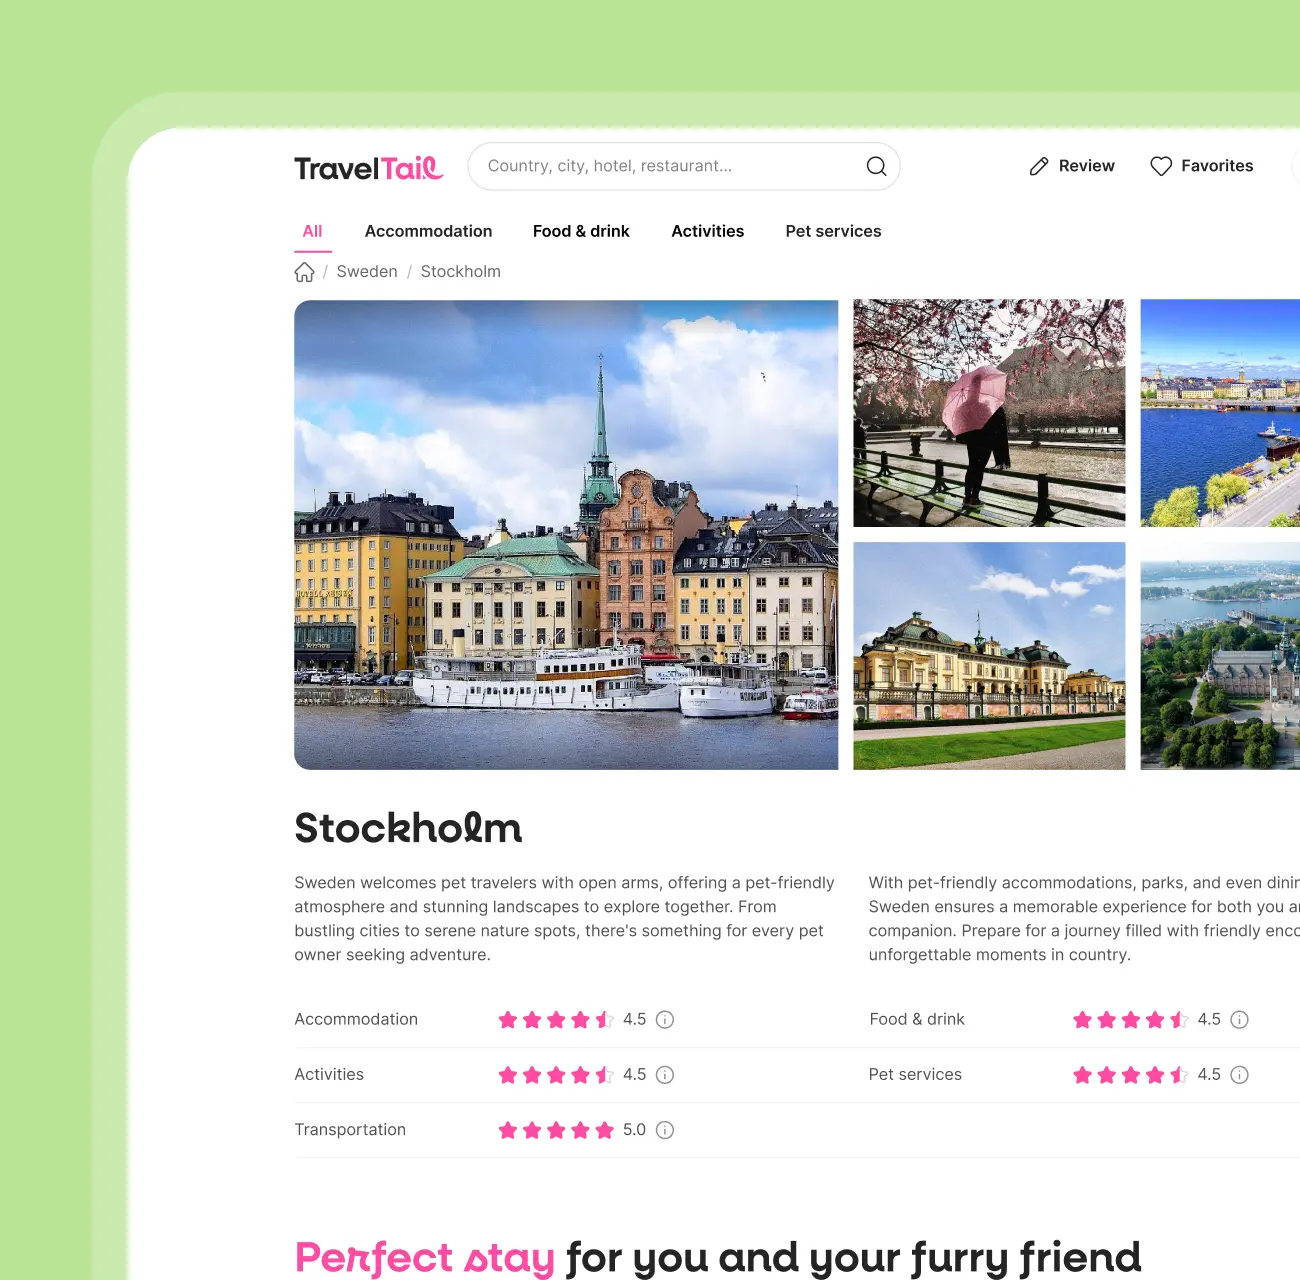 TravelTail
Country, city, hotel, restaurant...
Review
Favorites
All
Accommodation
Food & drink
Activities
Pet services
/ Sweden / Stockholm
Stockholm
Sweden welcomes pet travelers with open arms, offering a pet-friendly
atmosphere and stunning landscapes to explore together. From
bustling cities to serene nature spots, there's something for every pet
owner seeking adventure.
With pet-friendly accommodations, parks, and even
Sweden ensures a memorable experience for both you
companion. Prepare for a journey filled with friendly
unforgettable moments in country.
Accommodation 4.5
Food & drink 4.5
Activities 4.5
Pet services 4.5
Transportation 5.0
Perfect stay for you and your furry friend